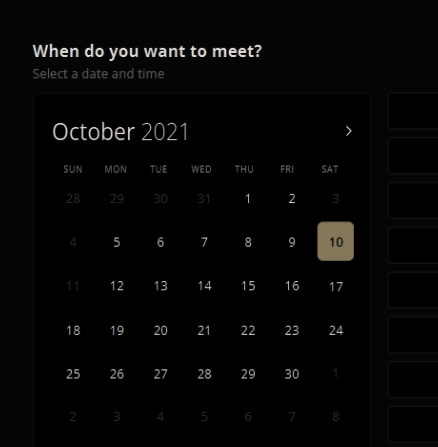 When do you want to meet?
Select a date and time
October 2021
SUN MON TUE WED THU FRI SAT
28 29 30 31 1 2 3
4 5 6 7 8 9 10
11 12 13 14 15 16 17
18 19 20 21 22 23 24
25 26 27 28 29 30 1
2 3 4 5 6 7 8